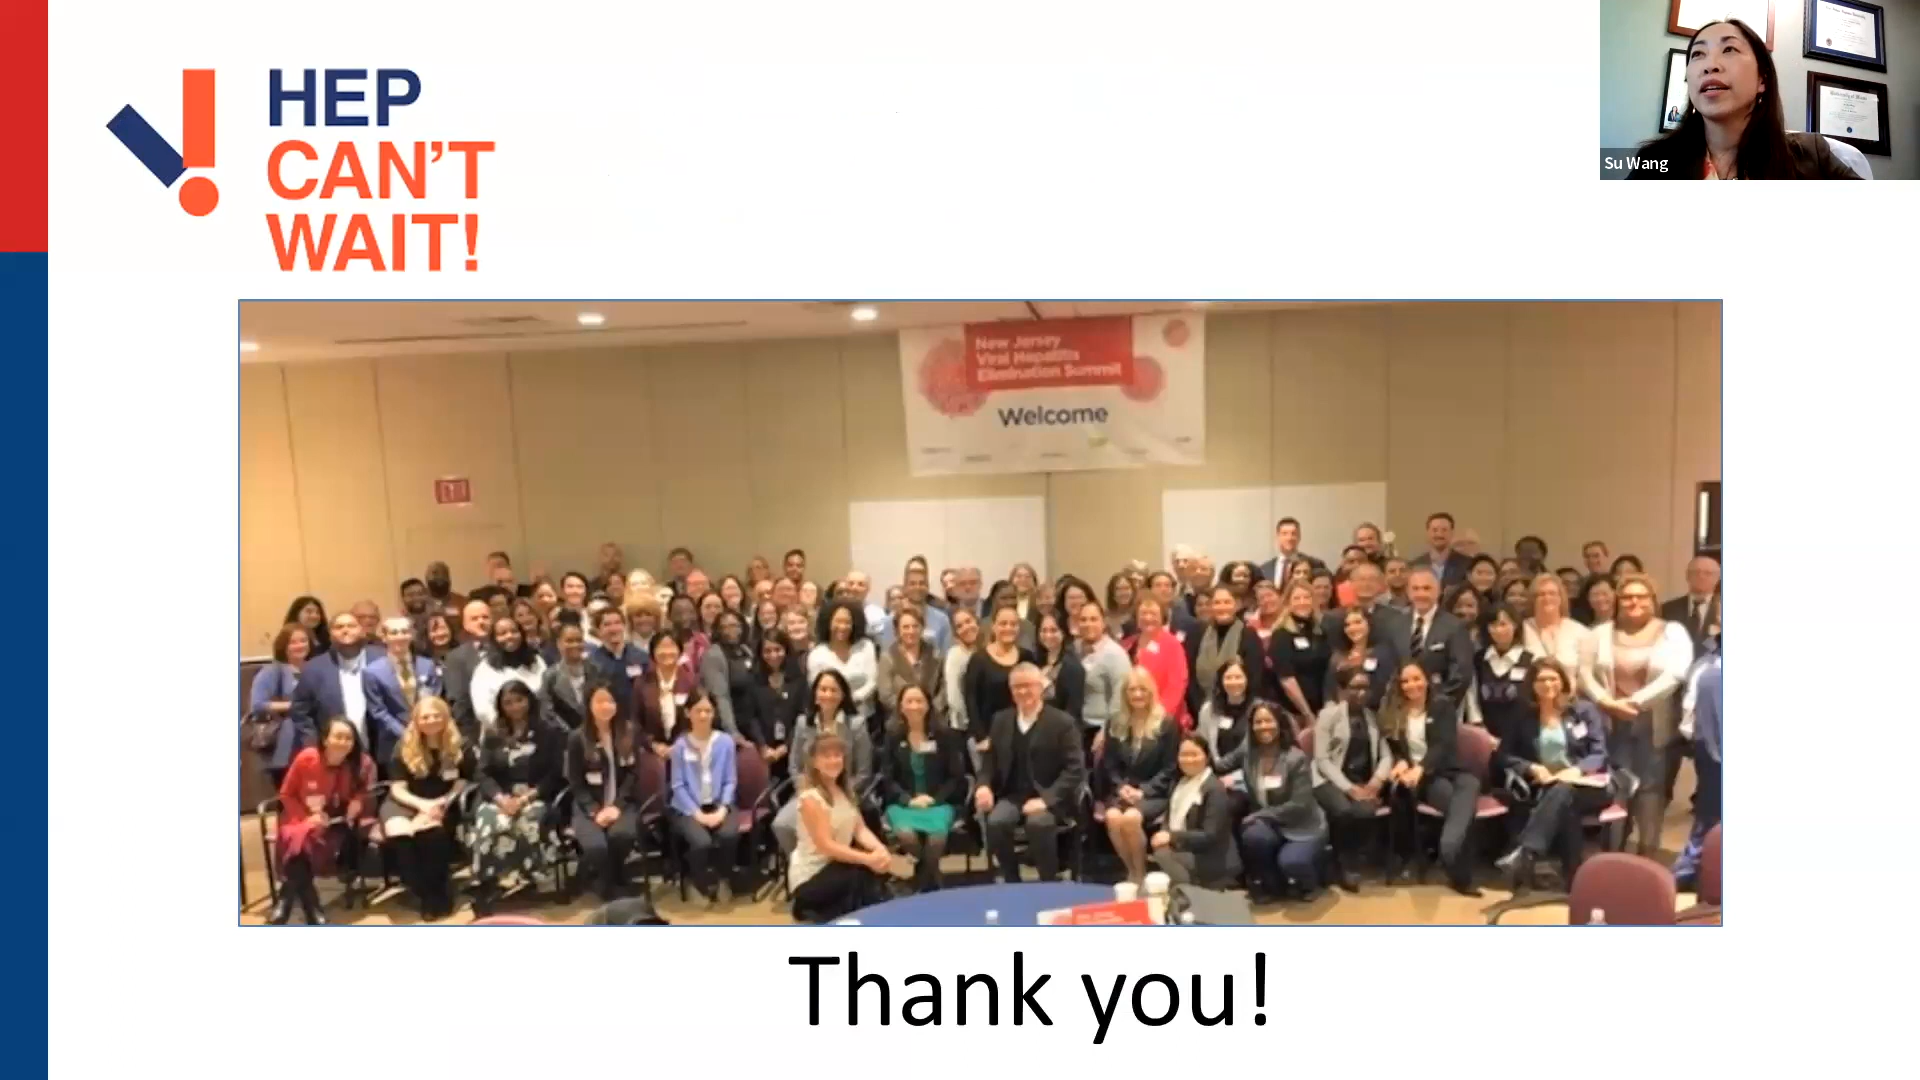 HEP
CAN'T
WAIT!
Su Wang
New Jersey
Viral Hepatitis
Elimination Summit
Welcome
Thank you!